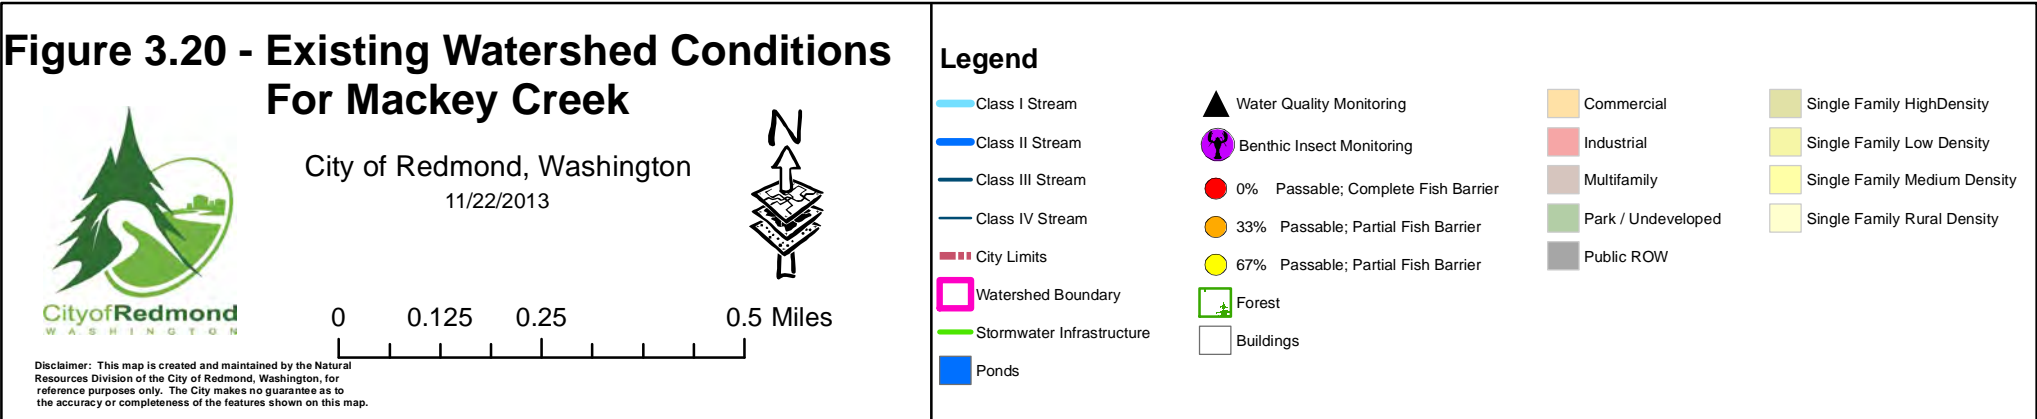 Figure 3.20 - Existing Watershed Conditions
For Mackey Creek
City of Redmond, Washington
11/22/2013
N
CityofRedmond
WASHINGTON
0 0.125 0.25 0.5 Miles
Disclaimer: This map is created and maintained by the Natural
Resources Division of the City of Redmond, Washington, for
reference purposes only. The City makes no guarantee as to
the accuracy or completeness of the features shown on this map.
Legend
Class I Stream
Class II Stream
Class III Stream
Class IV Stream
City Limits
Watershed Boundary
Stormwater Infrastructure
Ponds
Water Quality Monitoring
Benthic Insect Monitoring
0% Passable; Complete Fish Barrier
33% Passable; Partial Fish Barrier
67% Passable; Partial Fish Barrier
Forest
Buildings
Commercial
Industrial
Multifamily
Park / Undeveloped
Public ROW
Single Family HighDensity
Single Family Low Density
Single Family Medium Density
Single Family Rural Density